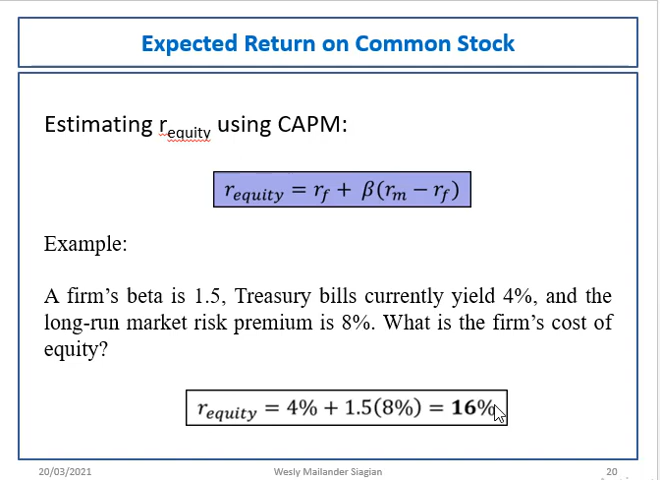 Expected Return on Common Stock
Estimating r_equity using CAPM:
r_equity = r_f + β(r_m − r_f)
Example:
A firm’s beta is 1.5, Treasury bills currently yield 4%, and the
long-run market risk premium is 8%. What is the firm’s cost of
equity?
r_equity = 4% + 1.5(8%) = 16%
20/03/2021 Wesly Mailander Siagian 20